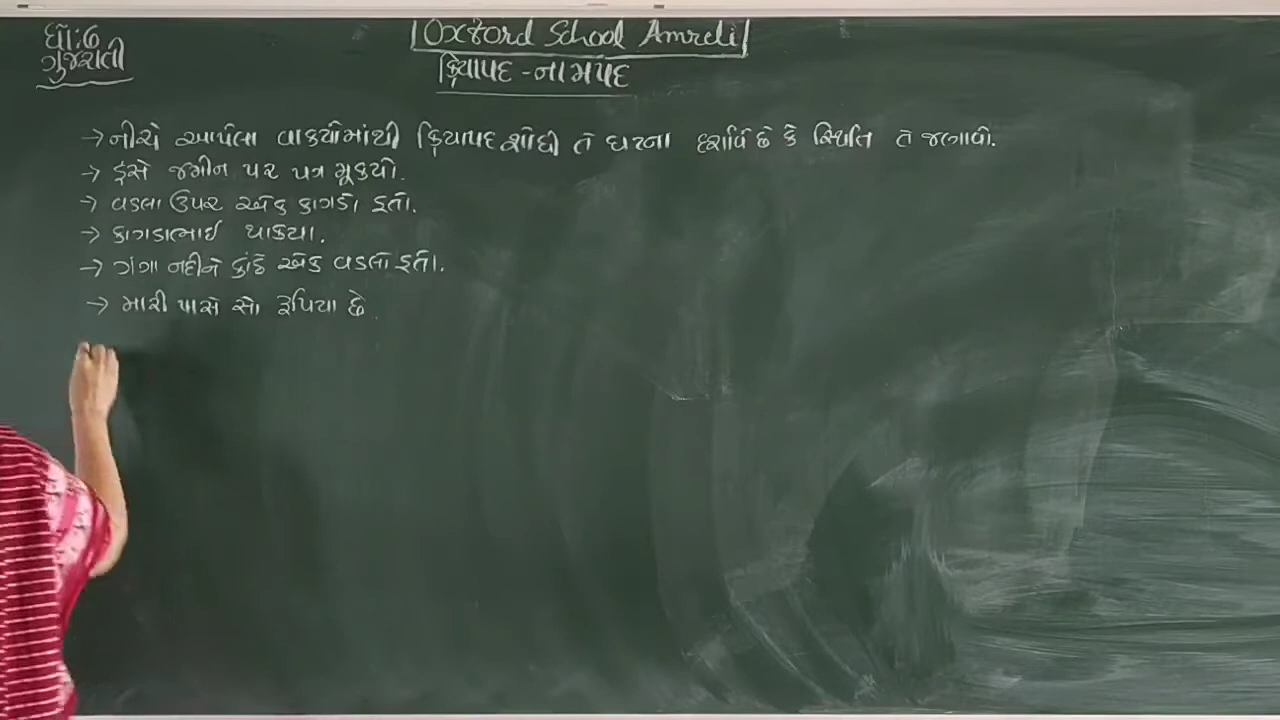 ધો:૭
ગુજરાતી
Oxford School Amreli
ક્રિયાપદ - નામપદ
→ નીચે આપેલા વાક્યોમાંથી ક્રિયાપદ શોધી તે ઘટના દર્શાવે છે કે સ્થિતિ તે જણાવો.
→ હંસે જમીન પર પત્ર મૂક્યો.
→ વડલા ઉપર એક કાગડો હતો.
→ કાગડાભાઈ થાક્યા.
→ ગંગા નદીને કાંઠે એક વડલો હતો.
→ મારી પાસે સો રૂપિયા છે.